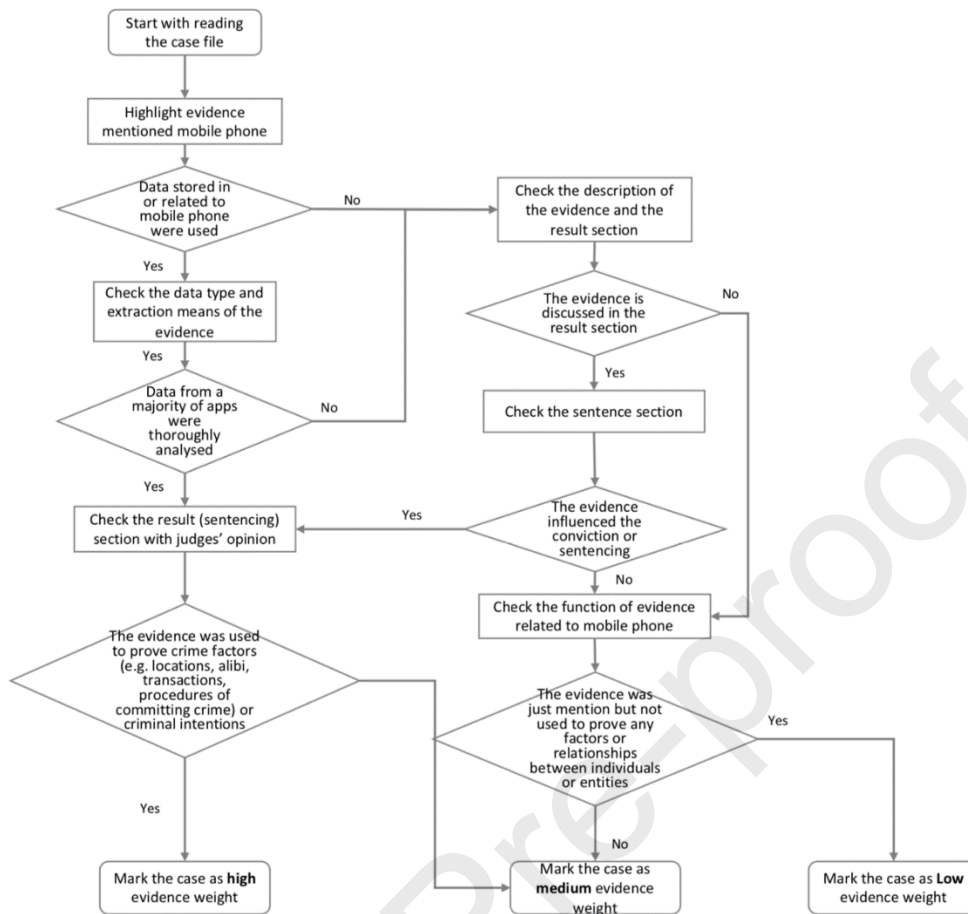 Start with reading
the case file
Highlight evidence
mentioned mobile phone
Data stored in
or related to
mobile phone
were used
No
Yes
Check the data type and
extraction means of the
evidence
Yes
Data from a
majority of apps
were
thoroughly
analysed
No
Yes
Check the result (sentencing)
section with judges' opinion
The evidence was used
to prove crime factors
(e.g. locations, alibi,
transactions,
procedures of
committing crime) or
criminal intentions
Yes
Mark the case as high
evidence weight
Check the description of
the evidence and the
result section
The evidence is
discussed in the
result section
No
Yes
Check the sentence section
The evidence
influenced the
conviction or
sentencing
Yes
No
Check the function of evidence
related to mobile phone
The evidence was
just mention but not
used to prove any
factors or
relationships
between individuals
or entities
Yes
No
Mark the case as
medium evidence
weight
Mark the case as Low
evidence weight
Pre-proof